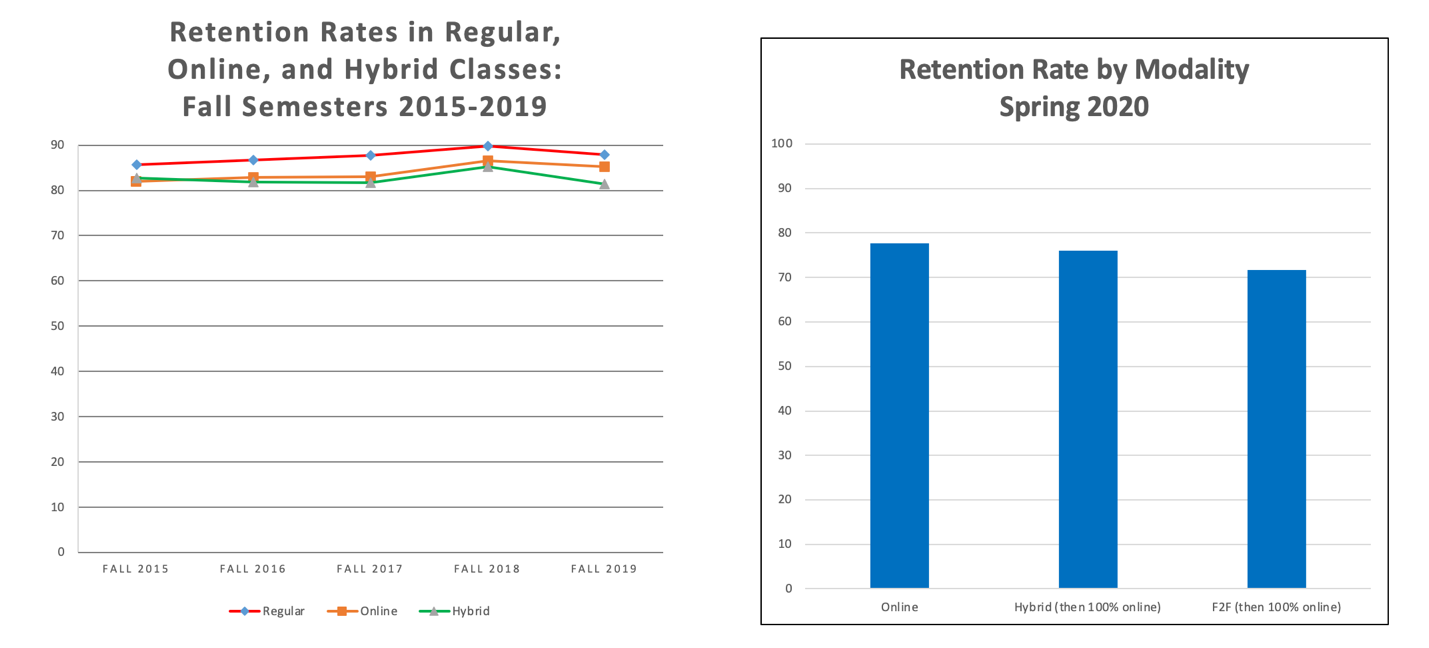 Retention Rates in Regular,
Online, and Hybrid Classes:
Fall Semesters 2015-2019
90
80
70
60
50
40
30
20
10
0
FALL 2015 FALL 2016 FALL 2017 FALL 2018 FALL 2019
Regular Online Hybrid
Retention Rate by Modality
Spring 2020
100
90
80
70
60
50
40
30
20
10
0
Online Hybrid (then 100% online) F2F (then 100% online)